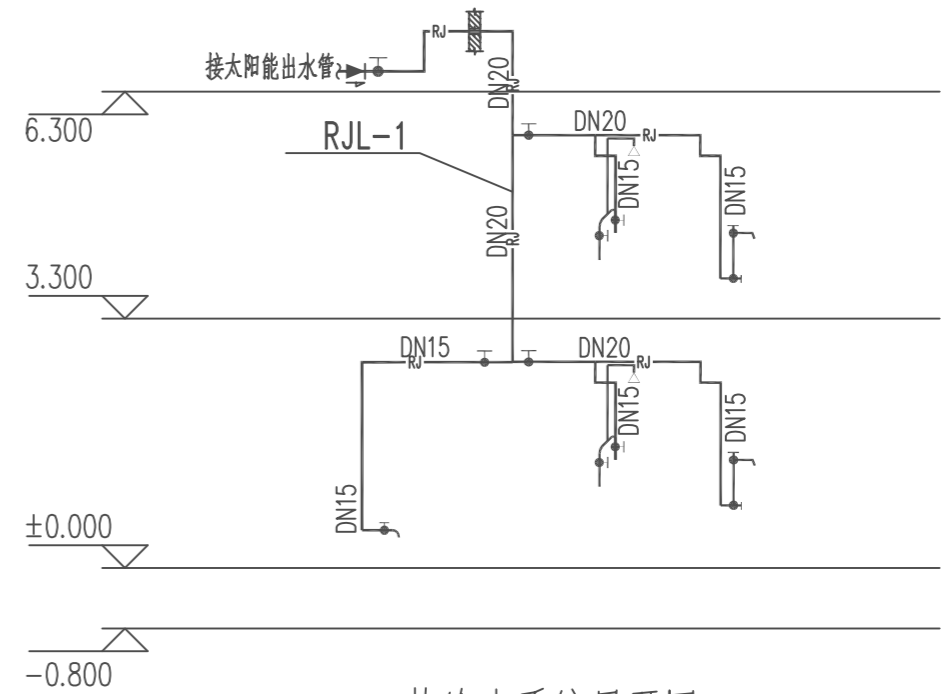 RJ
接太阳能出水管
DN20
RJ
6.300
DN20
RJ
RJL-1
DN15
DN15
DN20
RJ
3.300
DN15
RJ
DN20
RJ
DN15
DN15
DN15
±0.000
-0.800